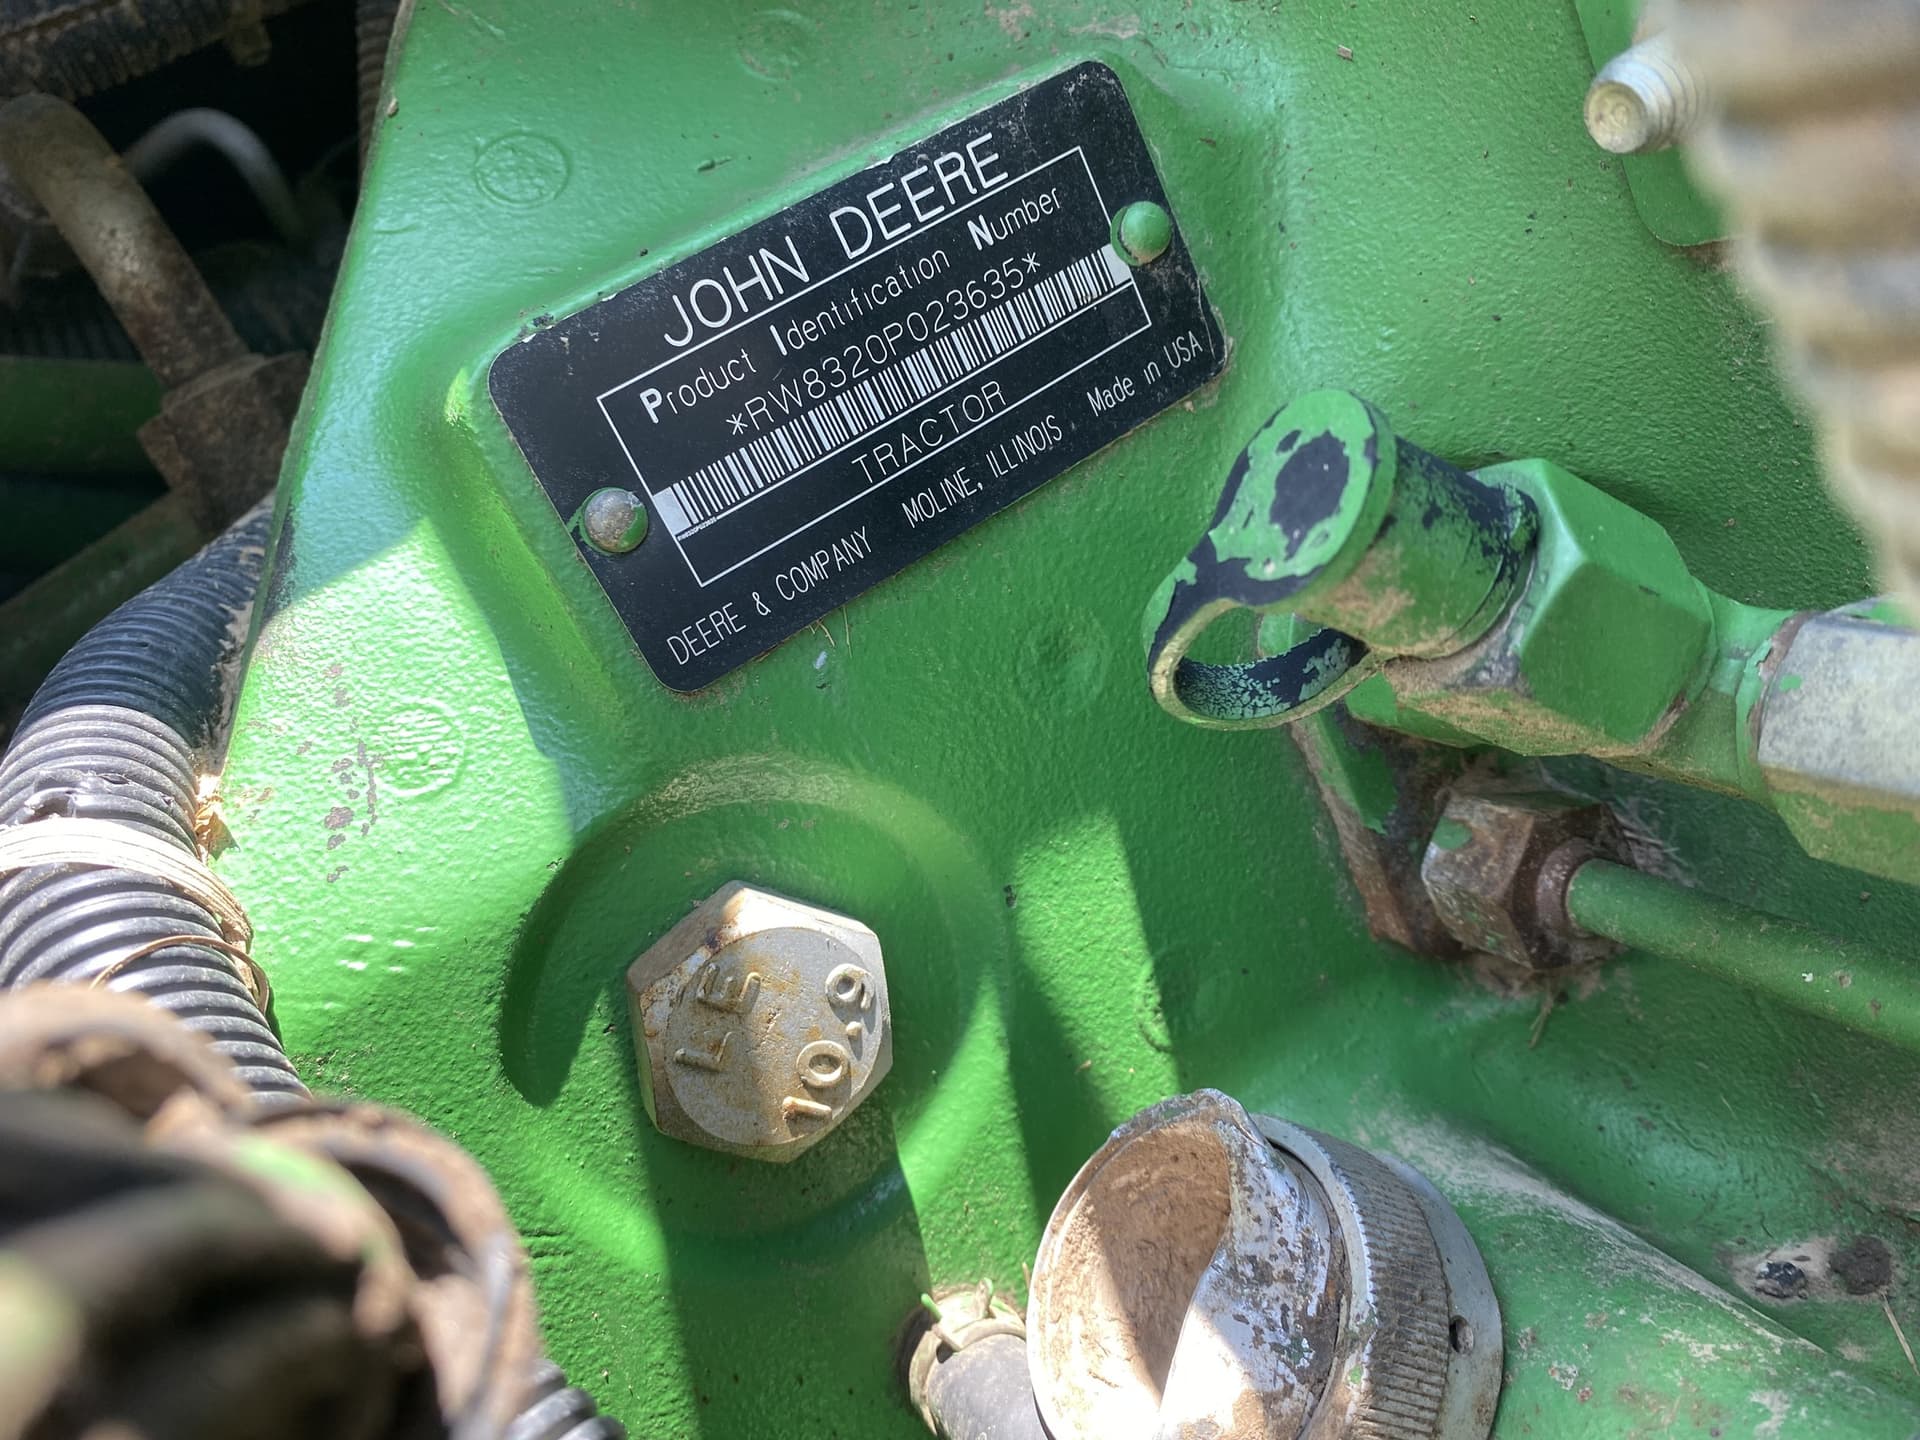 JOHN DEERE
Product Identification Number
*RW8320P023635*
TRACTOR
DEERE & COMPANY MOLINE, ILLINOIS Made in USA
LE
10.9